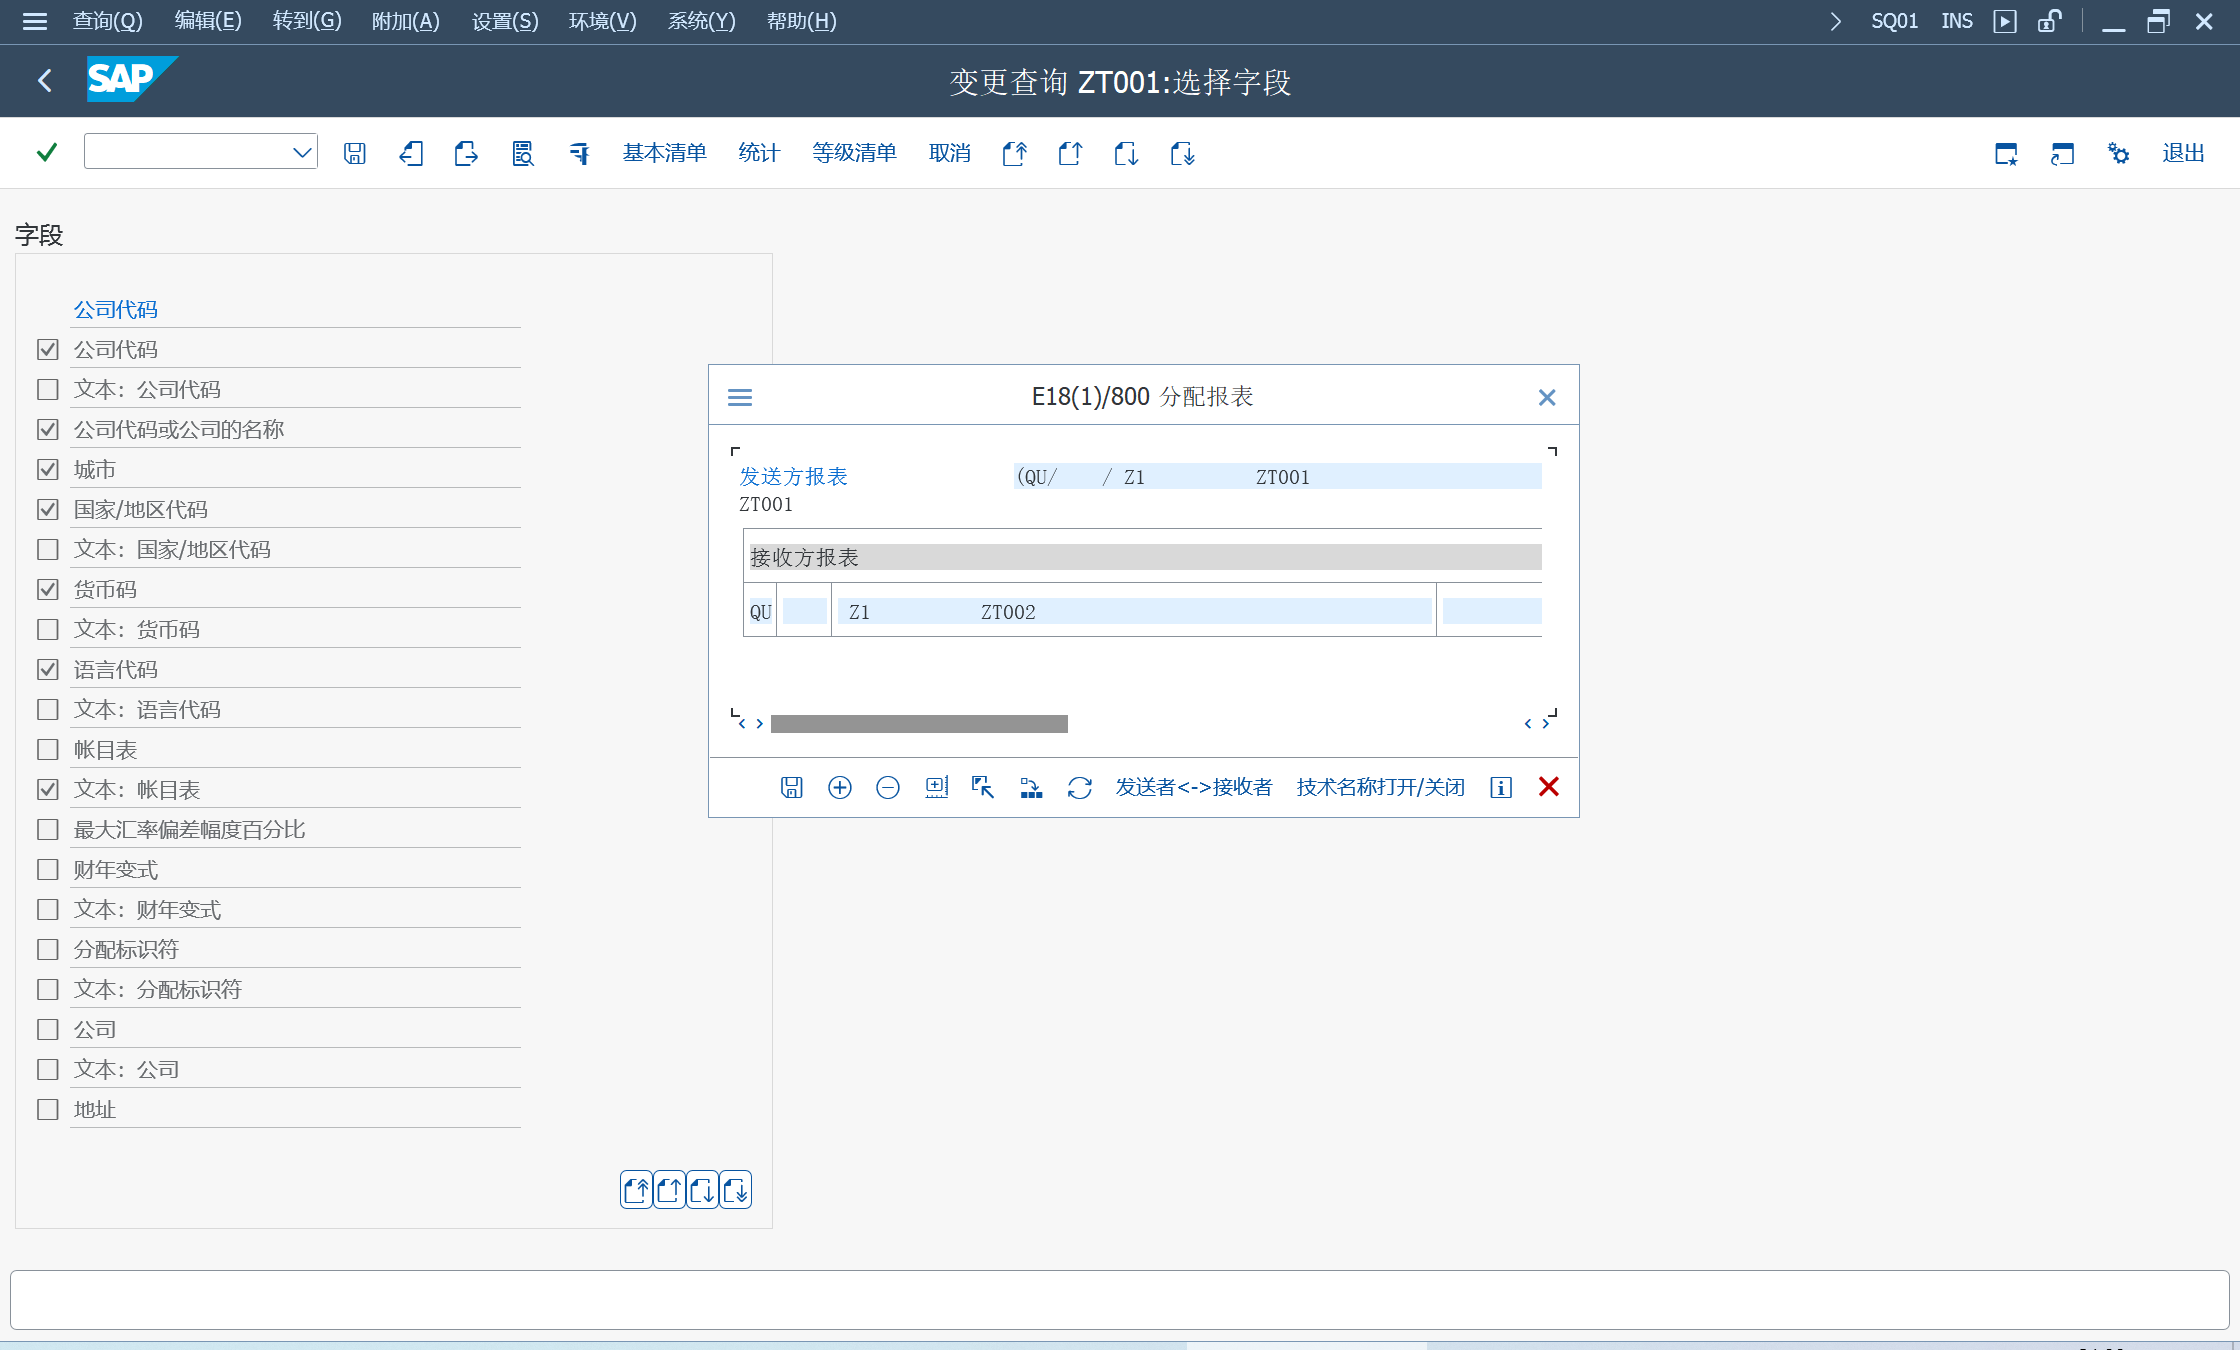 查询(Q) 编辑(E) 转到(G) 附加(A) 设置(S) 环境(V) 系统(Y) 帮助(H) SQ01 INS
SAP 变更查询 ZT001:选择字段
基本清单 统计 等级清单 取消 退出
字段
公司代码
公司代码
文本：公司代码
公司代码或公司的名称
城市
国家/地区代码
文本：国家/地区代码
货币码
文本：货币码
语言代码
文本：语言代码
帐目表
文本：帐目表
最大汇率偏差幅度百分比
财年变式
文本：财年变式
分配标识符
文本：分配标识符
公司
文本：公司
地址
E18(1)/800 分配报表
发送方报表 (QU/ / Z1 ZT001
ZT001
接收方报表
QU Z1 ZT002
发送者<->接收者 技术名称打开/关闭